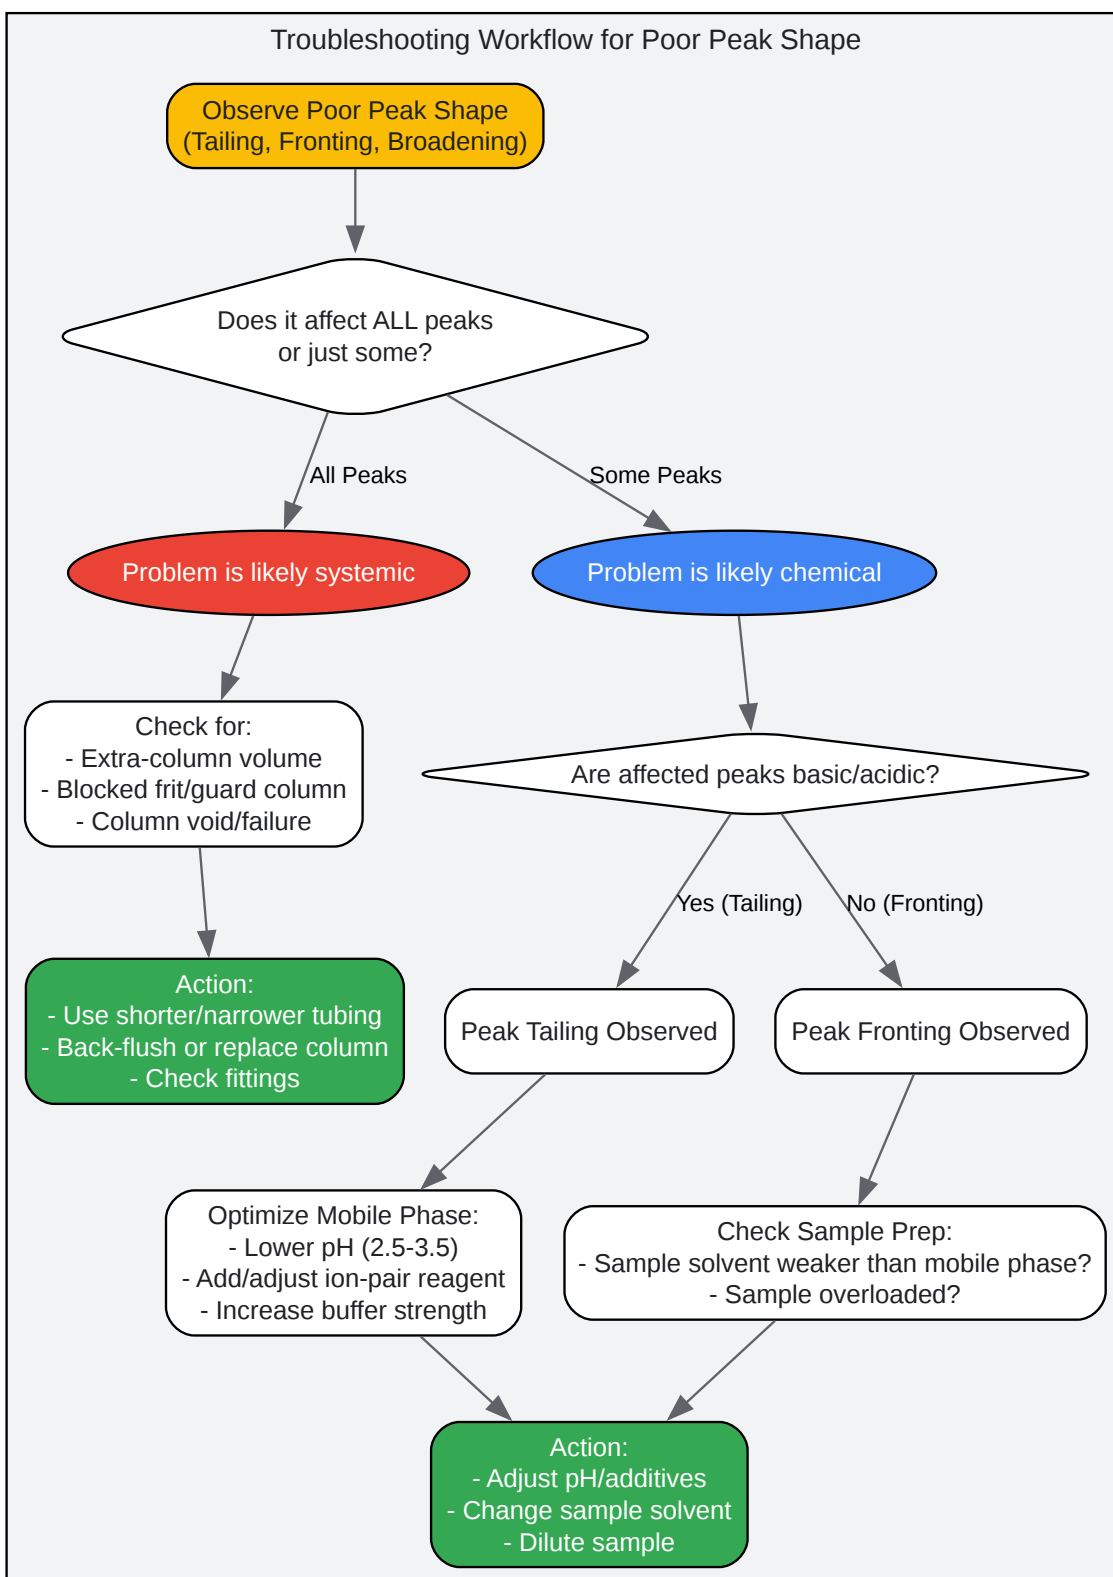 Troubleshooting Workflow for Poor Peak Shape
Observe Poor Peak Shape
(Tailing, Fronting, Broadening)
Does it affect ALL peaks
or just some?
All Peaks
Some Peaks
Problem is likely systemic
Problem is likely chemical
Check for:
- Extra-column volume
- Blocked frit/guard column
- Column void/failure
Are affected peaks basic/acidic?
Yes (Tailing)
No (Fronting)
Action:
- Use shorter/narrower tubing
- Back-flush or replace column
- Check fittings
Peak Tailing Observed
Peak Fronting Observed
Optimize Mobile Phase:
- Lower pH (2.5-3.5)
- Add/adjust ion-pair reagent
- Increase buffer strength
Check Sample Prep:
- Sample solvent weaker than mobile phase?
- Sample overloaded?
Action:
- Adjust pH/additives
- Change sample solvent
- Dilute sample